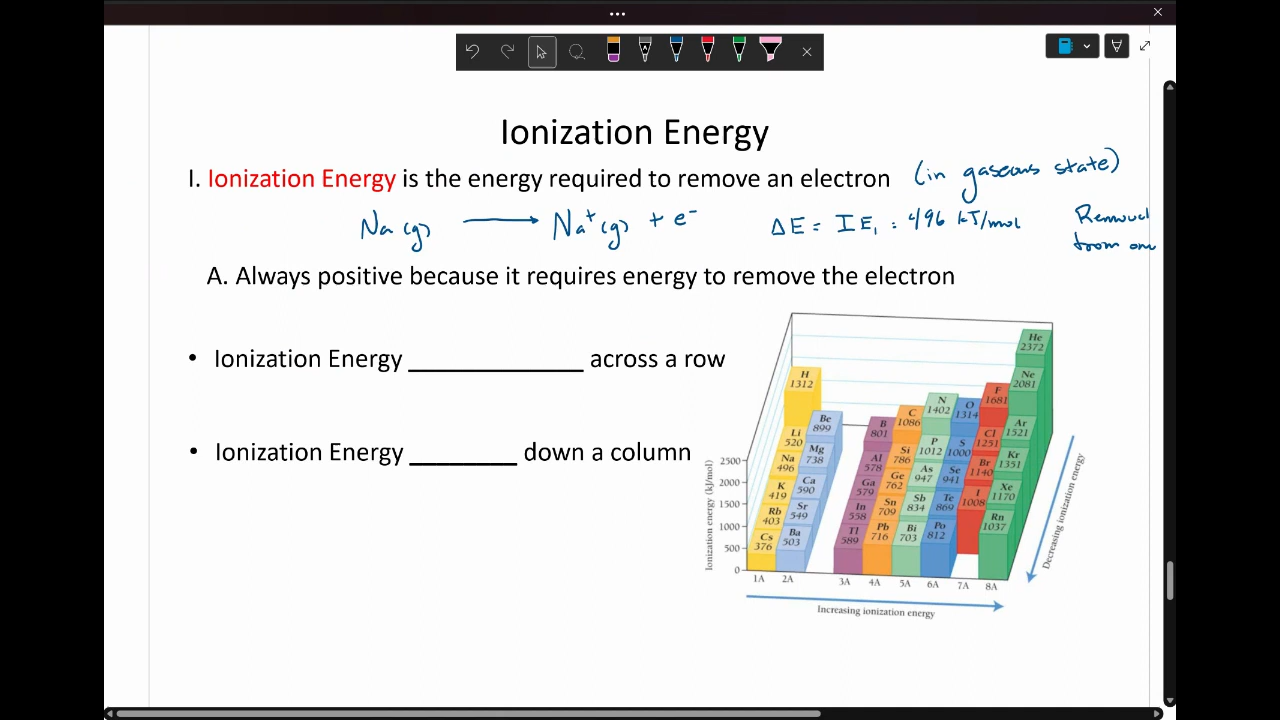 Ionization Energy
I. Ionization Energy is the energy required to remove an electron (in gaseous state)
Na (g) → Na⁺(g) + e⁻ ΔE = IE₁ = 496 kJ/mol Removal
from one
A. Always positive because it requires energy to remove the electron
• Ionization Energy _____________ across a row
• Ionization Energy ________ down a column
He
2372
H
1312
Ne
2081
F
1681
N
1402
O
1314
C
1086
Be
899
B
801
Ar
1521
Cl
1251
Li
520
Mg
738
P
1012
S
1000
Si
786
Al
578
Kr
1351
Br
1140
Na
496
Ca
590
As
947
Se
941
Ge
762
Ga
579
Xe
1170
I
1008
K
419
Sr
549
Sb
834
Te
869
Sn
709
In
558
Rn
1037
Rb
403
Ba
503
Po
812
Bi
703
Pb
716
Tl
589
Cs
376
Ionization energy (kJ/mol)
2500
2000
1500
1000
500
0
1A 2A 3A 4A 5A 6A 7A 8A
Increasing ionization energy
Decreasing ionization energy